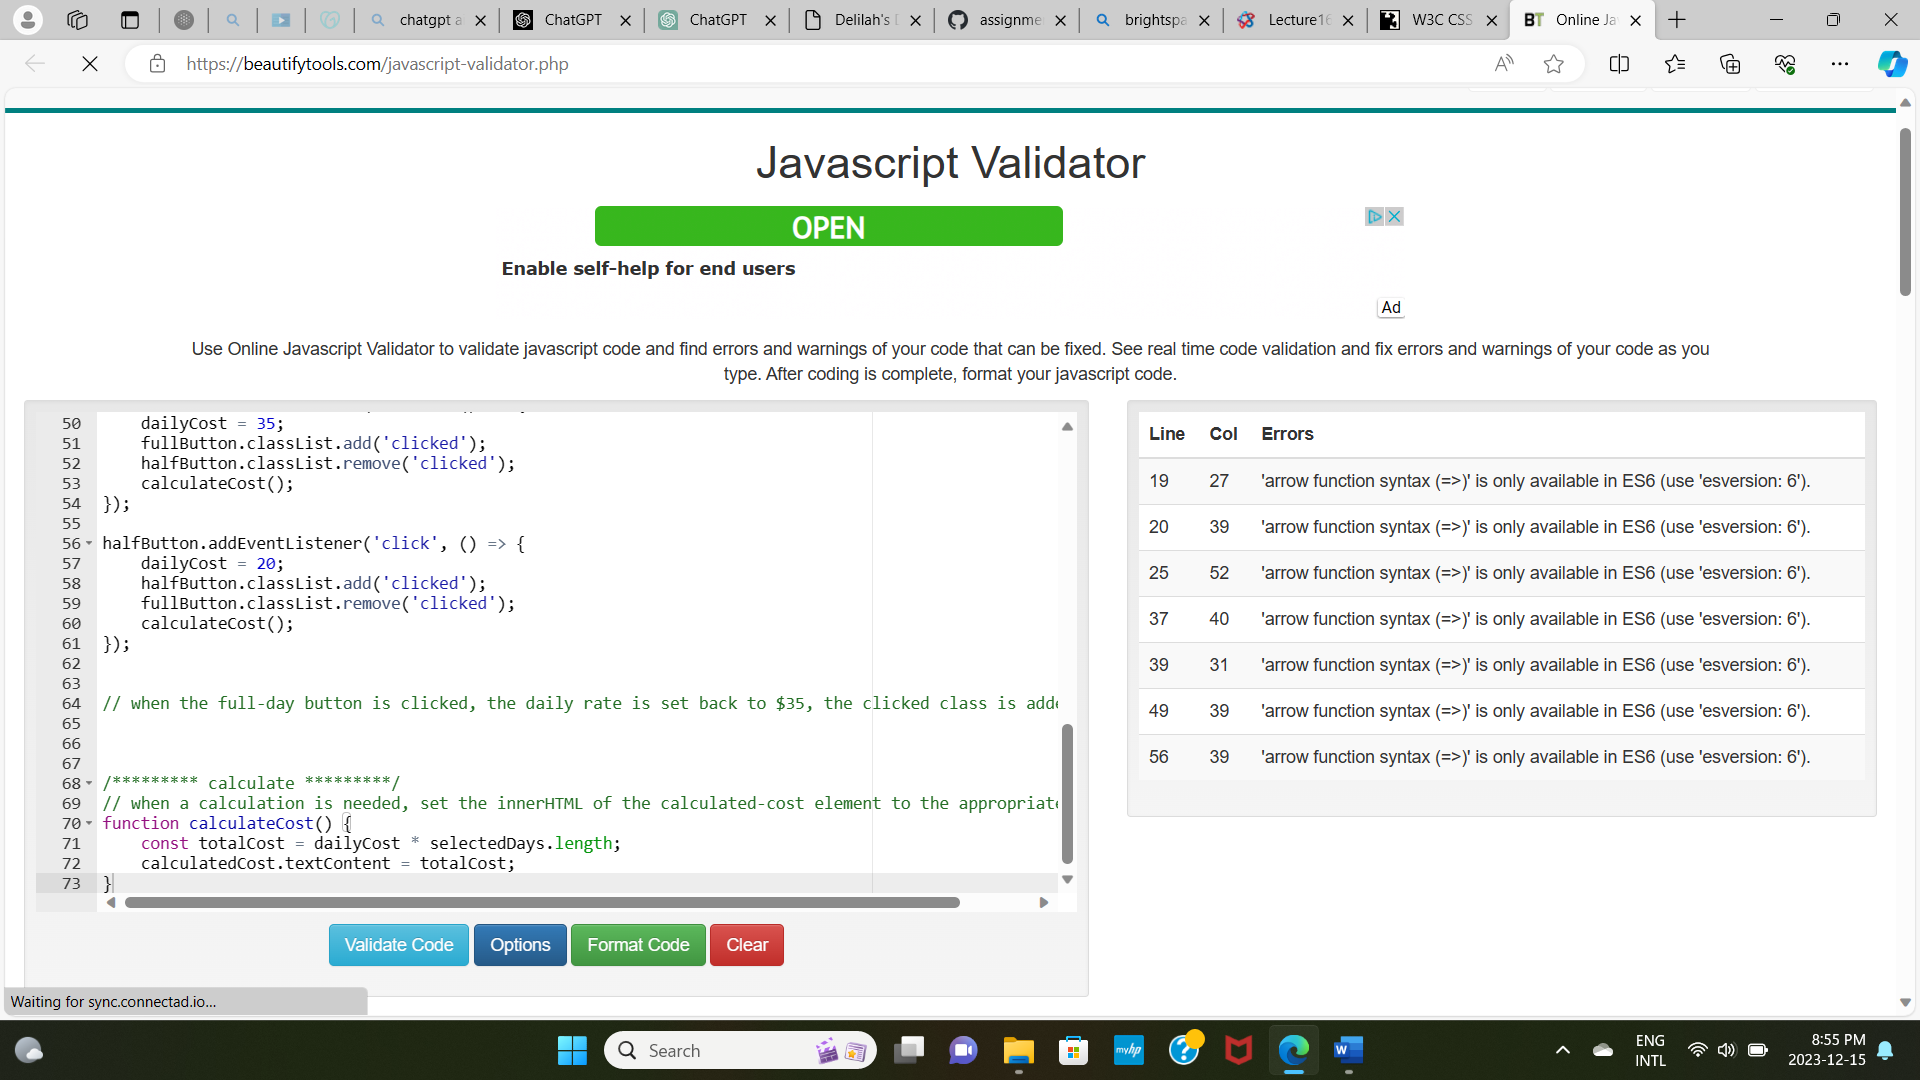 chatgpt a
ChatGPT
ChatGPT
Delilah's D
assignme
brightspa
Lecture16
W3C CSS
BT Online Ja
https://beautifytools.com/javascript-validator.php
Javascript Validator
OPEN
Enable self-help for end users
Ad
Use Online Javascript Validator to validate javascript code and find errors and warnings of your code that can be fixed. See real time code validation and fix errors and warnings of your code as you
type. After coding is complete, format your javascript code.
50 dailyCost = 35;
51 fullButton.classList.add('clicked');
52 halfButton.classList.remove('clicked');
53 calculateCost();
54 });
55
56 halfButton.addEventListener('click', () => {
57 dailyCost = 20;
58 halfButton.classList.add('clicked');
59 fullButton.classList.remove('clicked');
60 calculateCost();
61 });
62
63
64 // when the full-day button is clicked, the daily rate is set back to $35, the clicked class is adde
65
66
67
68 /********* calculate *********/
69 // when a calculation is needed, set the innerHTML of the calculated-cost element to the appropriate
70 function calculateCost() {
71 const totalCost = dailyCost * selectedDays.length;
72 calculatedCost.textContent = totalCost;
73 }
Line Col Errors
19 27 'arrow function syntax (=>)' is only available in ES6 (use 'esversion: 6').
20 39 'arrow function syntax (=>)' is only available in ES6 (use 'esversion: 6').
25 52 'arrow function syntax (=>)' is only available in ES6 (use 'esversion: 6').
37 40 'arrow function syntax (=>)' is only available in ES6 (use 'esversion: 6').
39 31 'arrow function syntax (=>)' is only available in ES6 (use 'esversion: 6').
49 39 'arrow function syntax (=>)' is only available in ES6 (use 'esversion: 6').
56 39 'arrow function syntax (=>)' is only available in ES6 (use 'esversion: 6').
Validate Code Options Format Code Clear
Waiting for sync.connectad.io...
Search
myhp
ENG
INTL
8:55 PM
2023-12-15